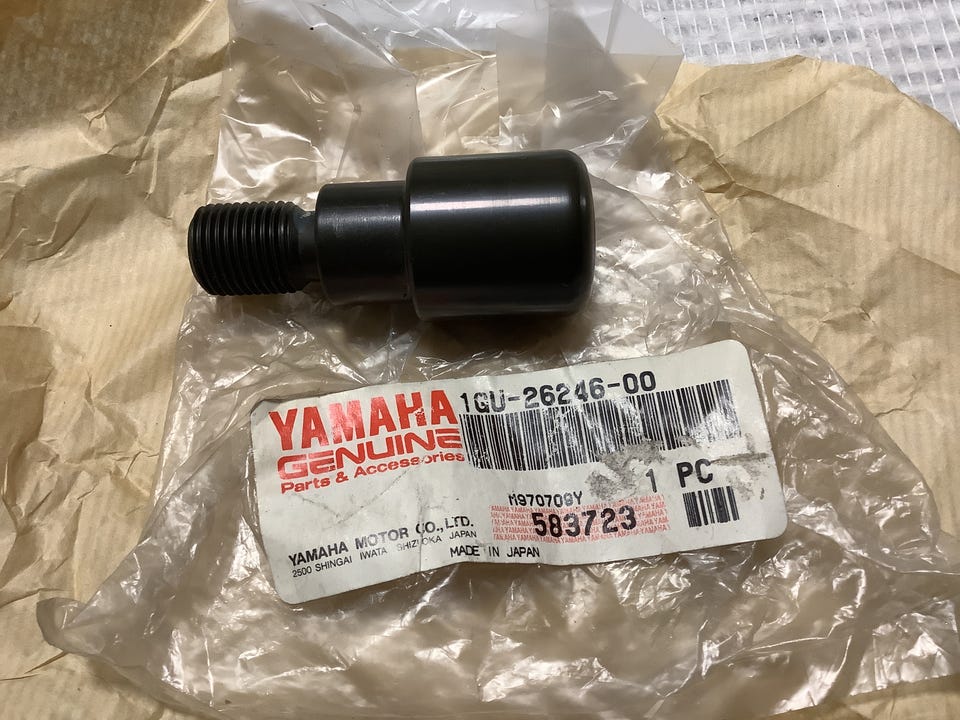 YAMAHA
GENUINE
Parts & Accessories
1GU-26246-00
1 PC
M970709Y
583723
YAMAHA MOTOR CO., LTD.
2500 SHINGAI IWATA SHIZUOKA JAPAN
MADE IN JAPAN